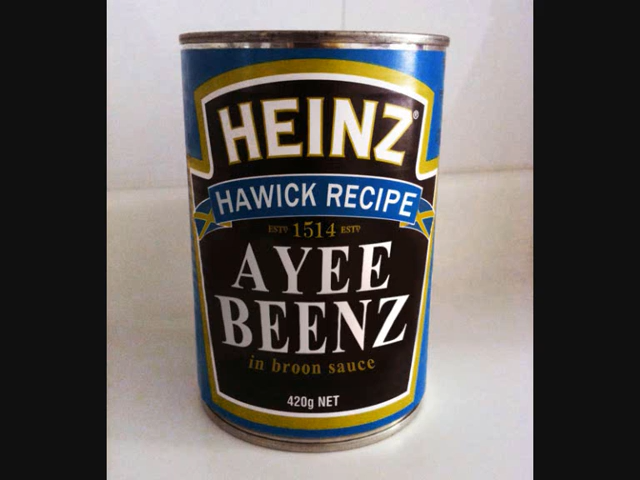 HEINZ®
HAWICK RECIPE
ESTD 1514 ESTD
AYEE
BEENZ
in broon sauce
420g NET